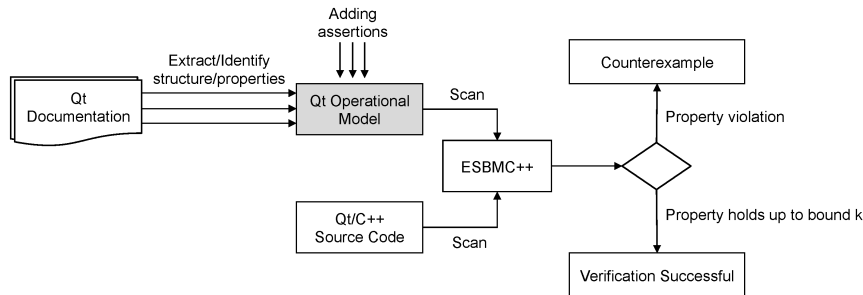 Adding
assertions
Extract/Identify
structure/properties
Qt
Documentation
Qt Operational
Model
Scan
Counterexample
Property violation
ESBMC++
Qt/C++
Source Code
Scan
Property holds up to bound k
Verification Successful